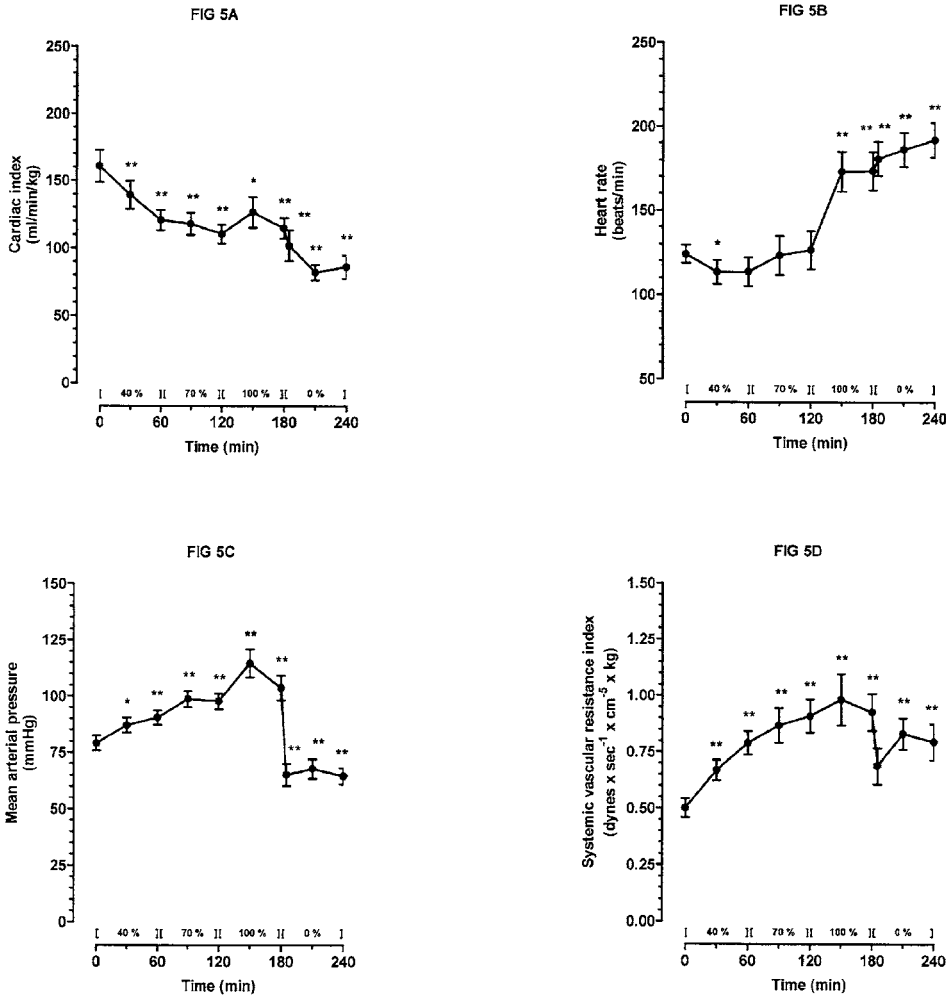 FIG 5A
250
200
150
100
50
0
Cardiac index
(ml/min/kg)
** ** ** ** * ** ** ** **
[ 40 % ][ 70 % ][ 100 % ][ 0 % ]
0 60 120 180 240
Time (min)
FIG 5B
250
200
150
100
50
Heart rate
(beats/min)
* ** ** ** ** **
[ 40 % ][ 70 % ][ 100 % ][ 0 % ]
0 60 120 180 240
Time (min)
FIG 5C
150
125
100
75
50
25
0
Mean arterial pressure
(mmHg)
* ** ** ** ** ** ** ** **
[ 40 % ][ 70 % ][ 100 % ][ 0 % ]
0 60 120 180 240
Time (min)
FIG 5D
1.50
1.25
1.00
0.75
0.50
0.25
0.00
Systemic vascular resistance index
(dynes x sec⁻¹ x cm⁻⁵ x kg)
** ** ** ** ** ** ** **
[ 40 % ][ 70 % ][ 100 % ][ 0 % ]
0 60 120 180 240
Time (min)